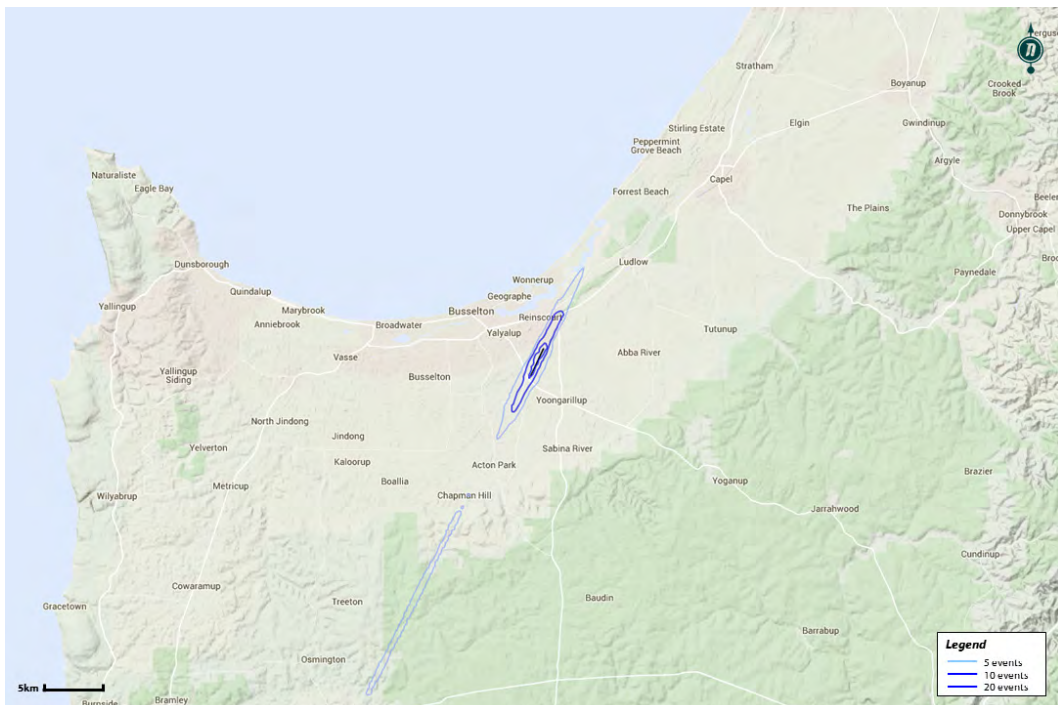 Stratham
Ferguso
Boyanup
Crooked
Brook
Elgin
Gwindinup
Stirling Estate
Peppermint
Grove Beach
Argyle
Naturaliste
Eagle Bay
Capel
Forrest Beach
The Plains
Beeler
Donnybrook
Upper Capel
Dunsborough
Ludlow
Broo
Paynedale
Wonnerup
Quindalup
Geographe
Yallingup
Marybrook
Busselton
Reinscourt
Anniebrook
Broadwater
Yalyalup
Tutunup
Vasse
Abba River
Yallingup
Siding
Busselton
Yoongarillup
North Jindong
Jindong
Yelverton
Sabina River
Kaloorup
Acton Park
Brazier
Boallia
Yoganup
Metricup
Wilyabrup
Chapman Hill
Jarrahwood
Cundinup
Cowaramup
Treeton
Baudin
Gracetown
Barrabup
Osmington
Bramley
Burnside
5km
Legend
5 events
10 events
20 events